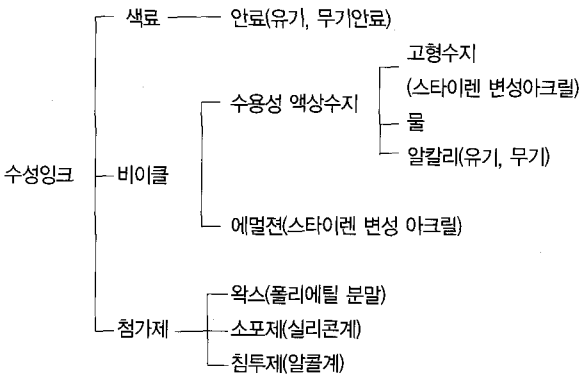 색료
안료(유기, 무기안료)
고형수지
(스타이렌 변성아크릴)
수용성 액상수지
물
알칼리(유기, 무기)
수성잉크
비이클
에멀젼(스타이렌 변성 아크릴)
왁스(폴리에틸 분말)
첨가제
소포제(실리콘계)
침투제(알콜계)